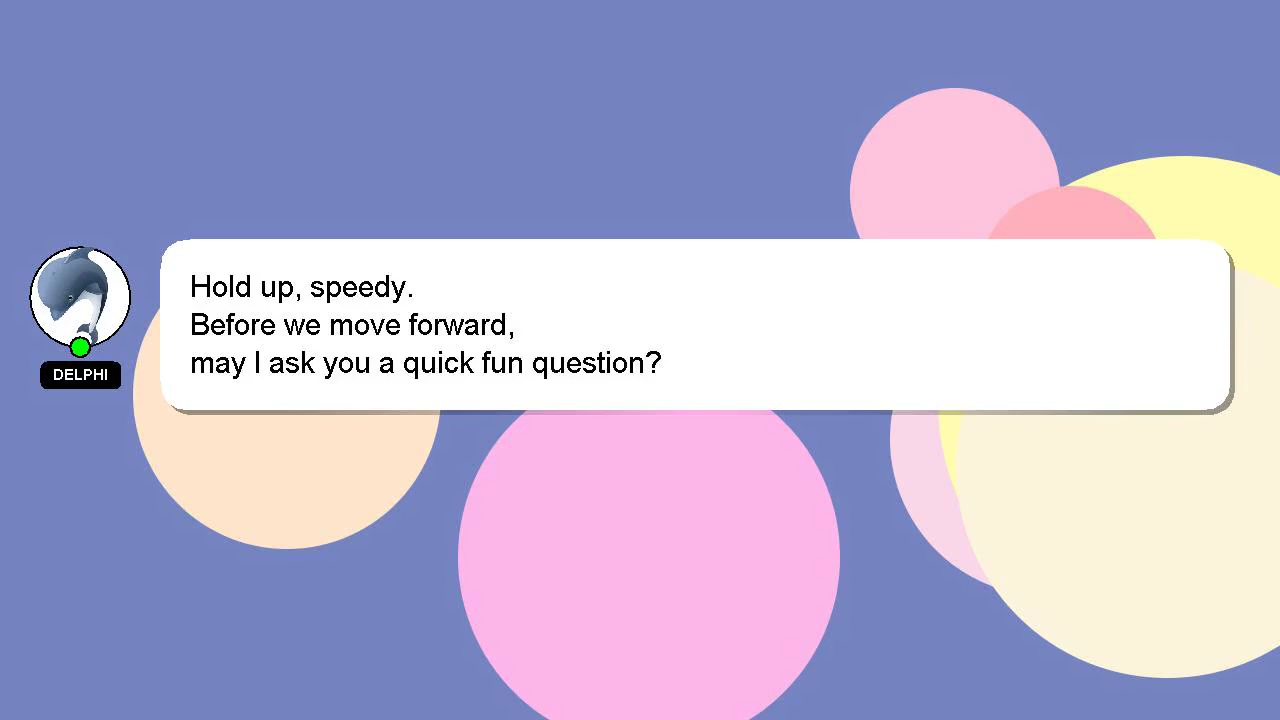 Hold up, speedy.
Before we move forward,
may I ask you a quick fun question?
DELPHI